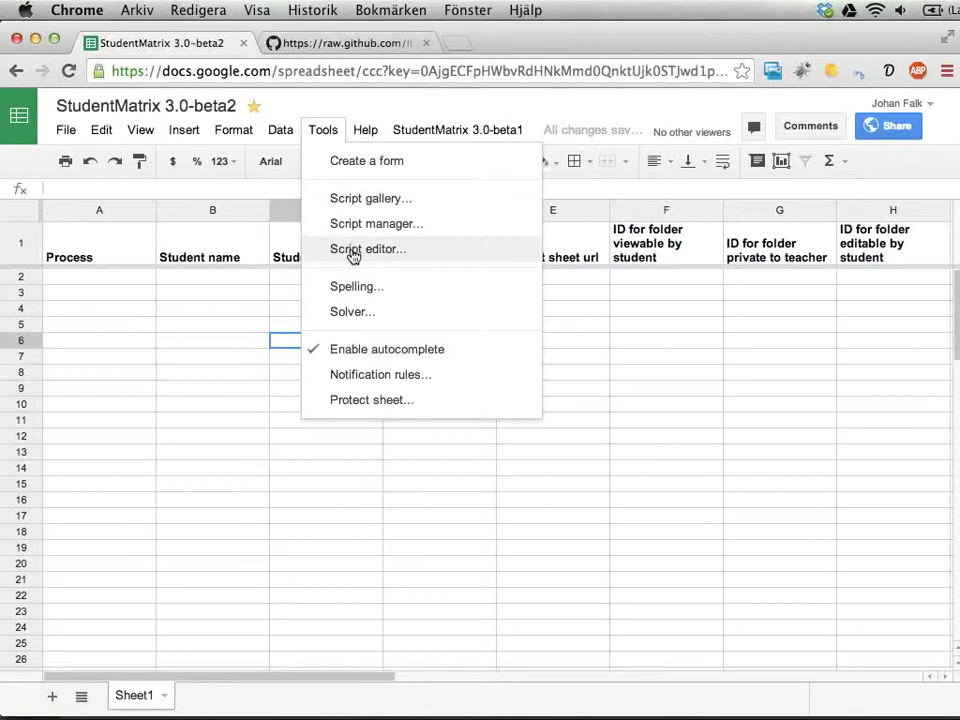 Chrome Arkiv Redigera Visa Historik Bokmärken Fönster Hjälp
StudentMatrix 3.0-beta2 https://raw.github.com/It
https://docs.google.com/spreadsheet/ccc?key=0AjgECFpHWbvRdHNkMmd0QnktUjk0STJwd1p...
StudentMatrix 3.0-beta2 Johan Falk
File Edit View Insert Format Data Tools Help StudentMatrix 3.0-beta1 All changes sav... No other viewers Comments Share
$ % 123 Arial
Create a form
Script gallery...
Script manager...
Script editor...
Spelling...
Solver...
Enable autocomplete
Notification rules...
Protect sheet...
fx
A B E F G H
1 Process Student name Stud t sheet url ID for folder viewable by student ID for folder private to teacher ID for folder editable by student
2
3
4
5
6
7
8
9
10
11
12
13
14
15
16
17
18
19
20
21
22
23
24
25
26
Sheet1